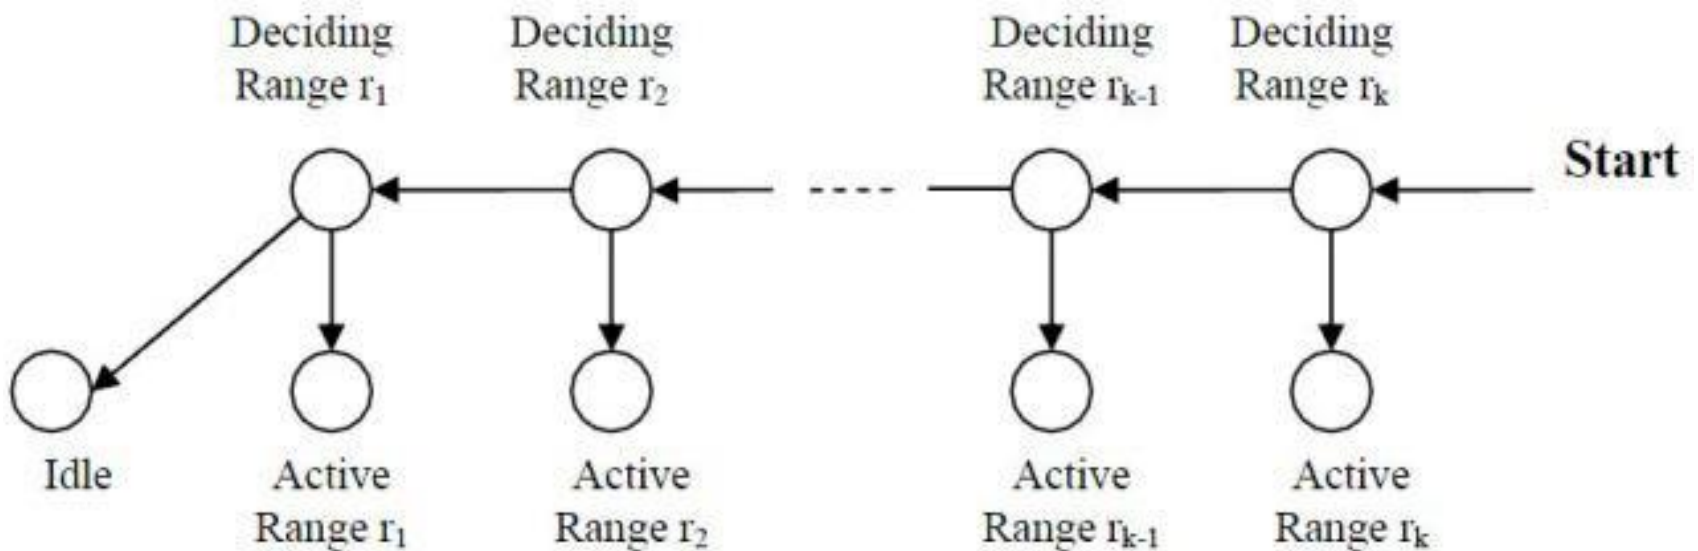 Deciding
Range r₁
Deciding
Range r₂
Deciding
Range rₖ₋₁
Deciding
Range rₖ
Start
Idle
Active
Range r₁
Active
Range r₂
Active
Range rₖ₋₁
Active
Range rₖ